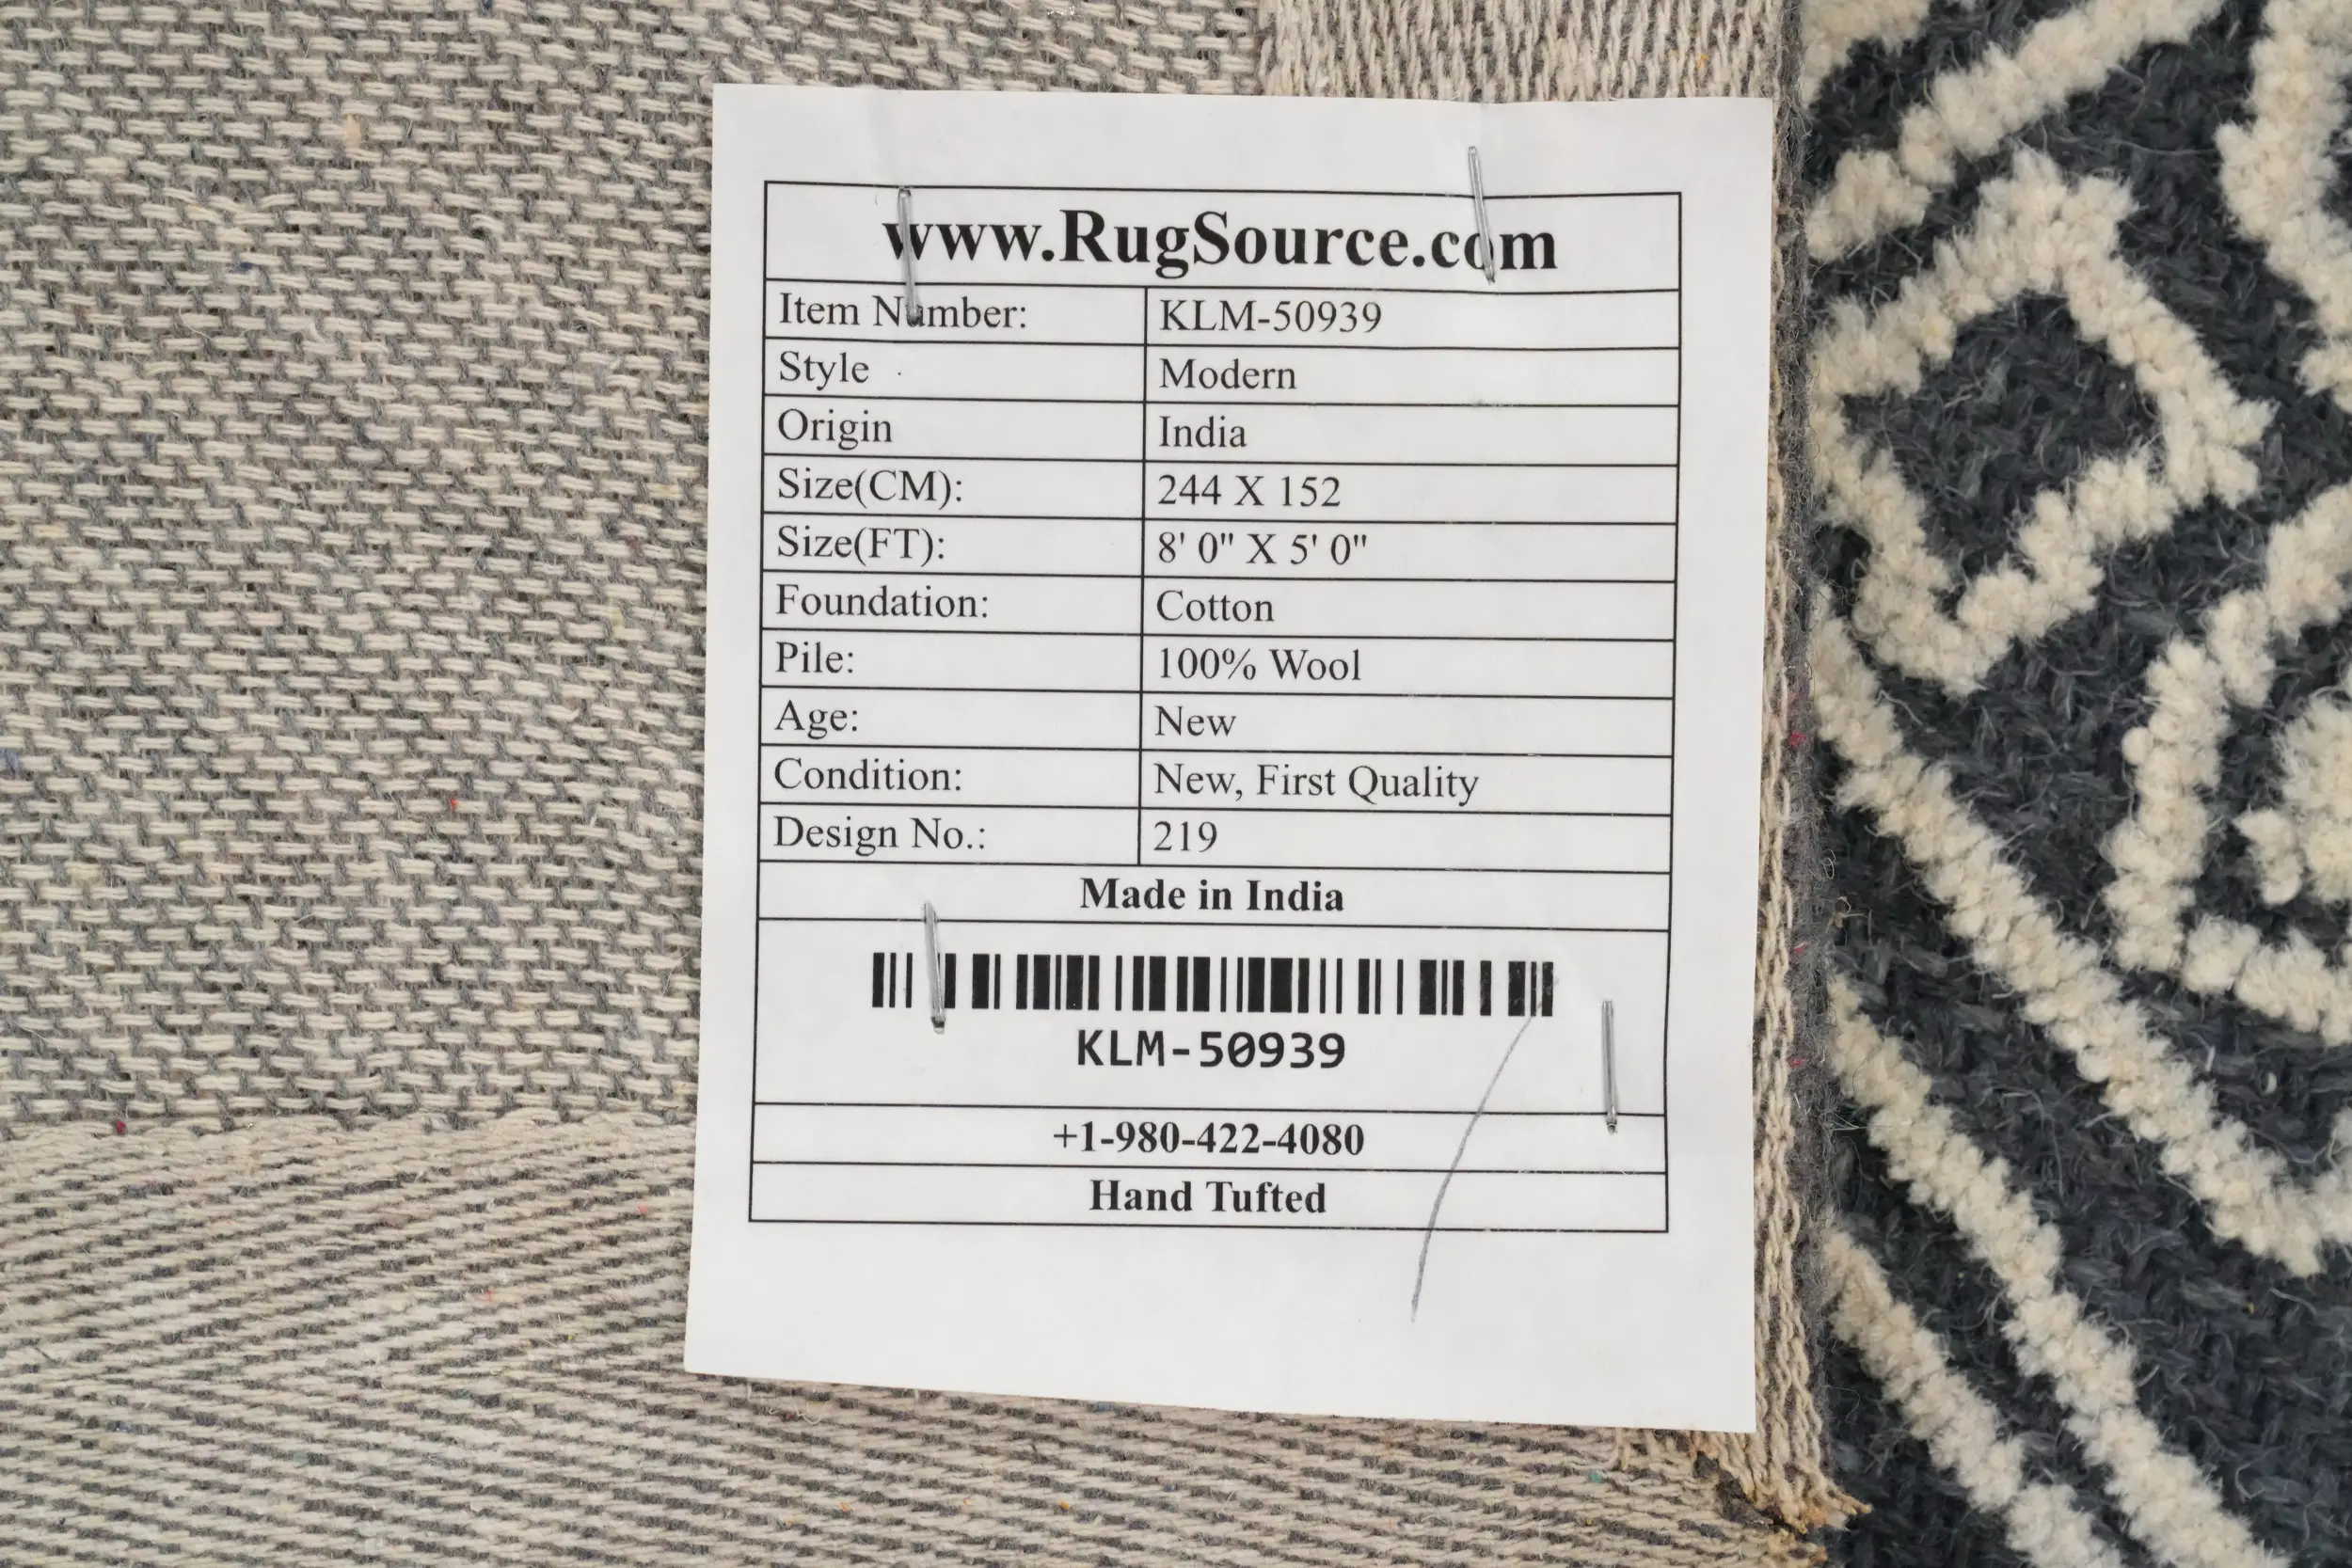 www.RugSource.com
Item Number: KLM-50939
Style Modern
Origin India
Size(CM): 244 X 152
Size(FT): 8' 0" X 5' 0"
Foundation: Cotton
Pile: 100% Wool
Age: New
Condition: New, First Quality
Design No.: 219
Made in India
KLM-50939
+1-980-422-4080
Hand Tufted